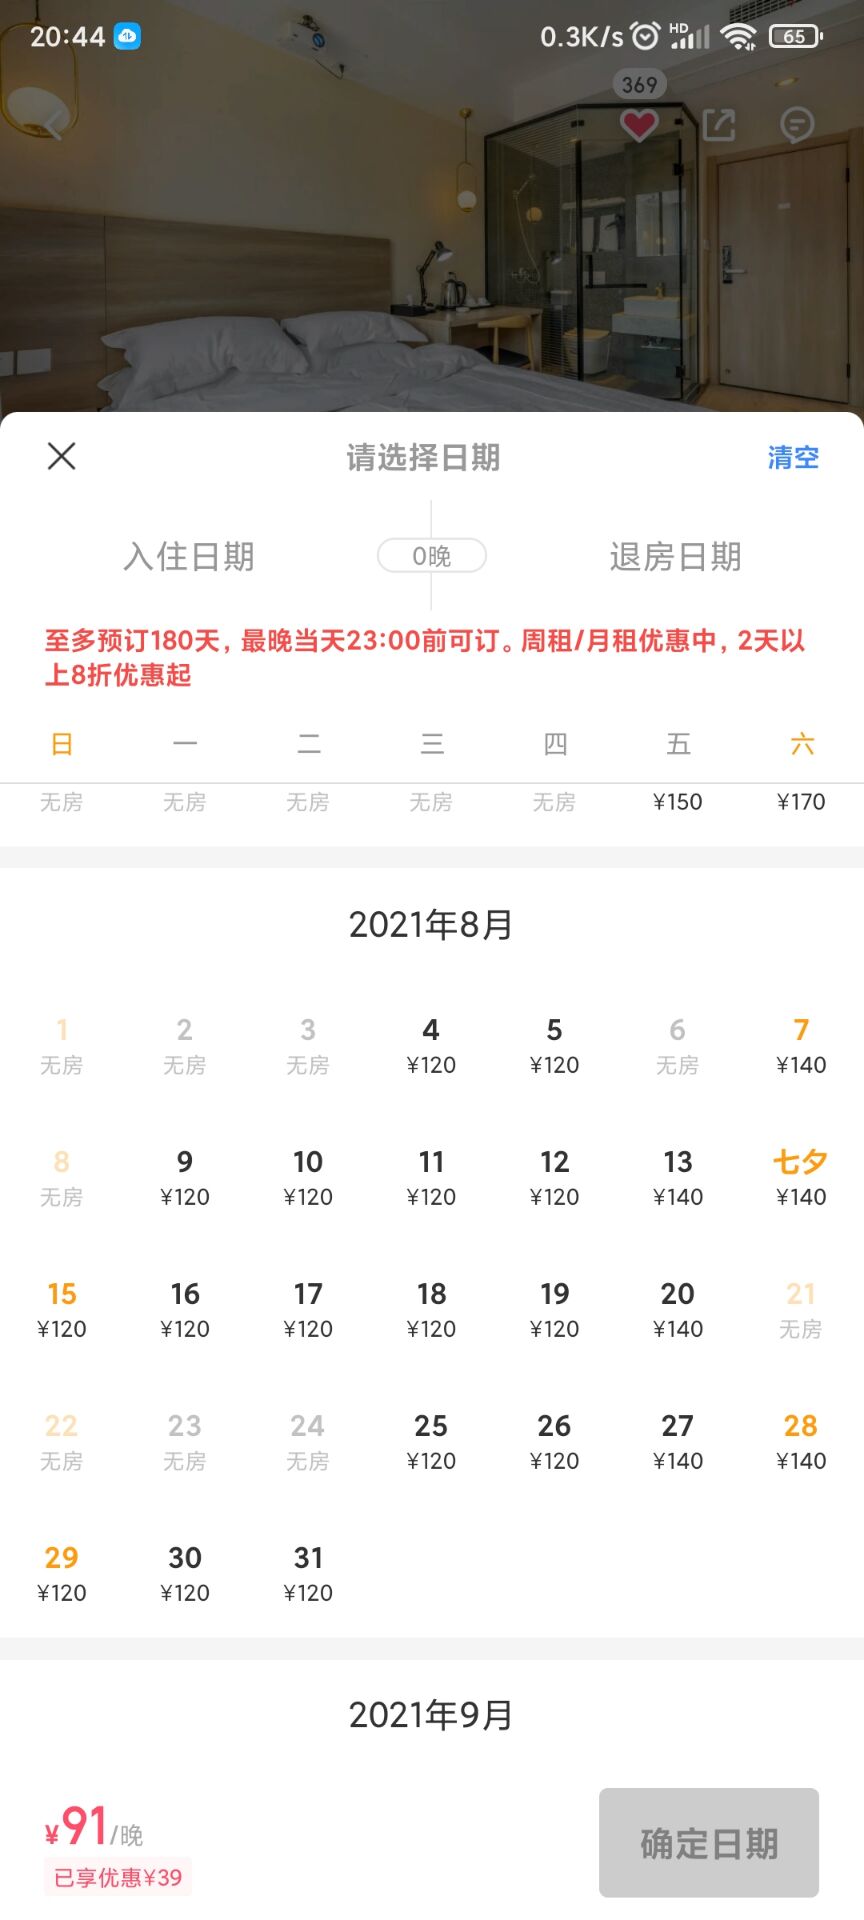 20:44 0.3K/s HD 65
369
请选择日期 清空
入住日期 0晚 退房日期
至多预订180天，最晚当天23:00前可订。周租/月租优惠中，2天以
上8折优惠起
日 一 二 三 四 五 六
无房 无房 无房 无房 无房 ¥150 ¥170
2021年8月
1 2 3 4 5 6 7
无房 无房 无房 ¥120 ¥120 无房 ¥140
8 9 10 11 12 13 七夕
无房 ¥120 ¥120 ¥120 ¥120 ¥140 ¥140
15 16 17 18 19 20 21
¥120 ¥120 ¥120 ¥120 ¥120 ¥140 无房
22 23 24 25 26 27 28
无房 无房 无房 ¥120 ¥120 ¥140 ¥140
29 30 31
¥120 ¥120 ¥120
2021年9月
¥91/晚 确定日期
已享优惠¥39